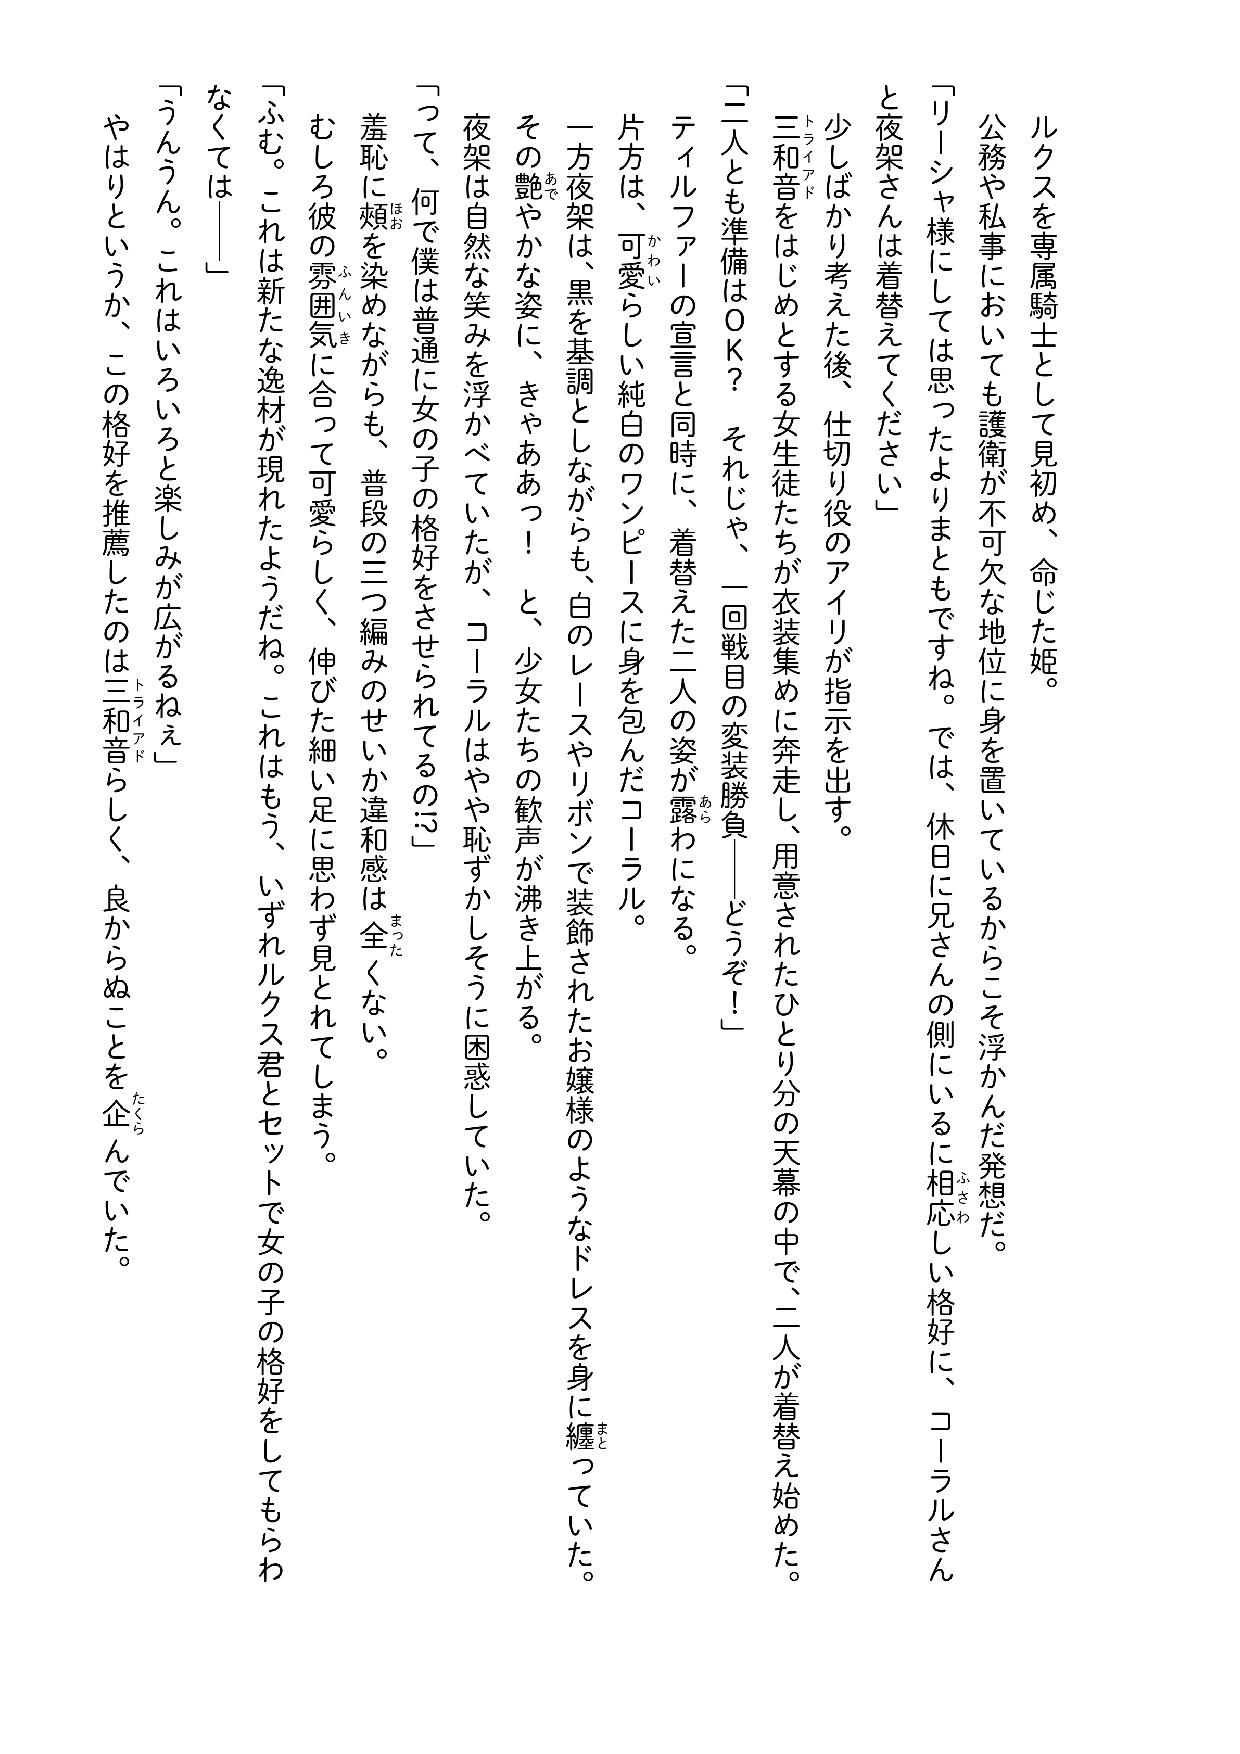 ルクスを専属騎士として見初め、命じた姫。
公務や私事においても護衛が不可欠な地位に身を置いているからこそ浮かんだ発想だ。
「リーシャ様にしては思ったよりまともですね。では、休日に兄さんの側にいるに相応しい格好に、コーラルさん
と夜架さんは着替えてください」
少しばかり考えた後、仕切り役のアイリが指示を出す。
三和音をはじめとする女生徒たちが衣装集めに奔走し、用意されたひとり分の天幕の中で、二人が着替え始めた。
「二人とも準備はＯＫ？　それじゃ、一回戦目の変装勝負――どうぞ！」
ティルファーの宣言と同時に、着替えた二人の姿が露わになる。
片方は、可愛らしい純白のワンピースに身を包んだコーラル。
一方夜架は、黒を基調としながらも、白のレースやリボンで装飾されたお嬢様のようなドレスを身に纏っていた。
その艶やかな姿に、きゃああっ！　と、少女たちの歓声が沸き上がる。
夜架は自然な笑みを浮かべていたが、コーラルはやや恥ずかしそうに困惑していた。
「って、何で僕は普通に女の子の格好をさせられてるの!?」
羞恥に頬を染めながらも、普段の三つ編みのせいか違和感は全くない。
むしろ彼の雰囲気に合って可愛らしく、伸びた細い足に思わず見とれてしまう。
「ふむ。これは新たな逸材が現れたようだね。これはもう、いずれルクス君とセットで女の子の格好をしてもらわ
なくては――」
「うんうん。これはいろいろと楽しみが広がるねぇ」
やはりというか、この格好を推薦したのは三和音らしく、良からぬことを企んでいた。